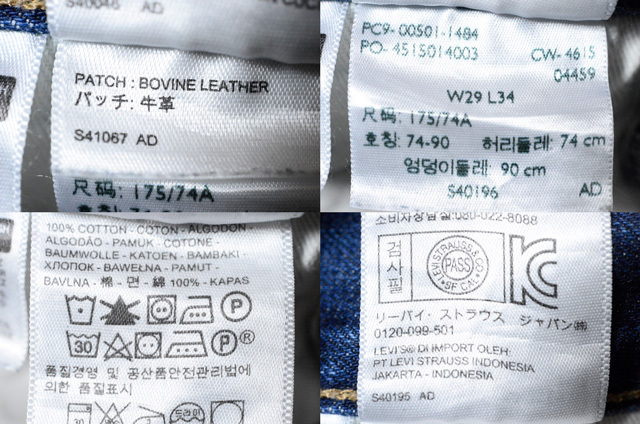 S40046 AD
PATCH : BOVINE LEATHER
パッチ: 牛革
S41067 AD
尺码: 175/74A
PC9-00501-1484
PO- 4515014003 CW- 4615
04459
W29 L34
尺码: 175/74A
호칭: 74-90 허리둘레: 74 cm
엉덩이둘레: 90 cm
S40196 AD
100% COTTON - COTON - ALGODON -
ALGODÃO - PAMUK - COTONE -
BAUMWOLLE - KATOEN - BAMBAKI -
ХЛОПОК - BAWEŁNA - PAMUT -
BAVLNA - 棉 - 면 - 綿 100% - KAPAS
P
30 P®
품질경영 및 공산품안전관리법에
의한 품질표시
30 드라이
소비자상담실:080-022-8088
검사필
LEVI STRAUSS & CO
PASS
SF CAL
KC
リーバイ・ストラウス ジャパン㈱
0120-099-501
LEVI'S® DI IMPORT OLEH:
PT LEVI STRAUSS INDONESIA
JAKARTA - INDONESIA
S40195 AD